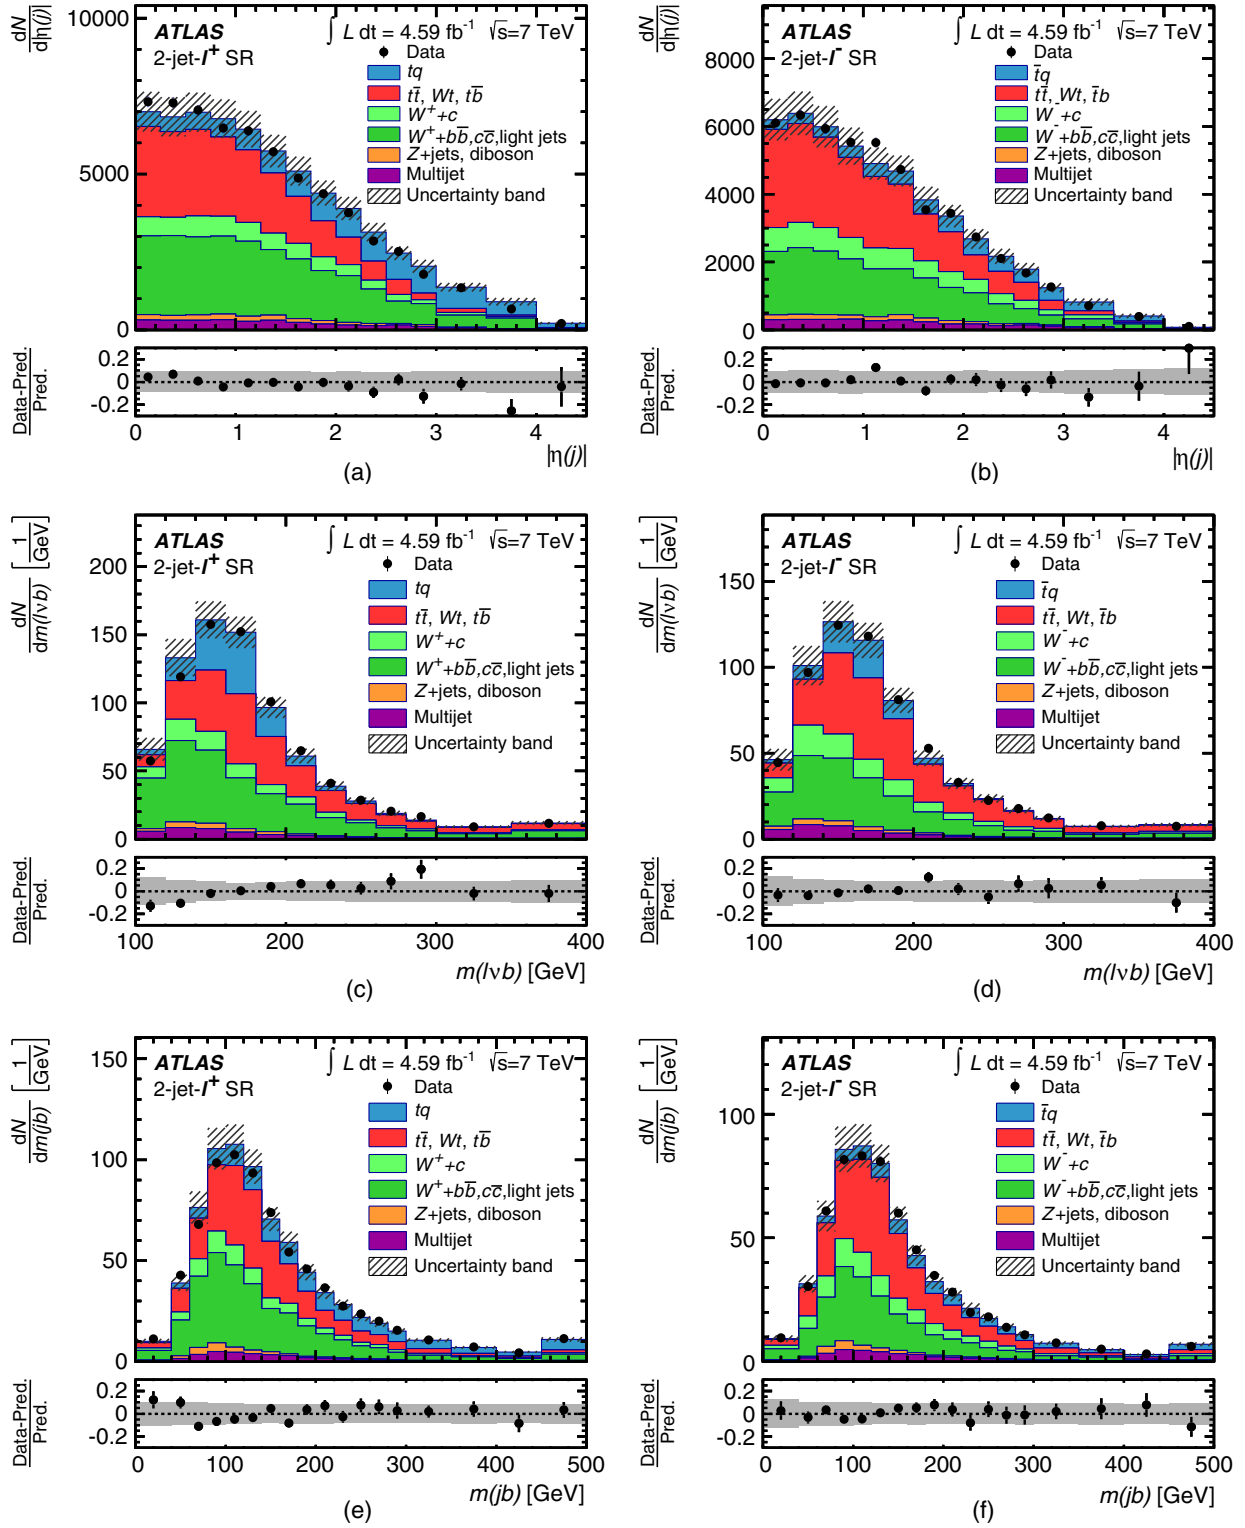 dN
d|η(j)|
10000
5000
0
ATLAS
2-jet-l⁺ SR
∫ L dt = 4.59 fb⁻¹ √s=7 TeV
Data
tq
tt̅, Wt, tb̅
W⁺+c
W⁺+bb̅,cc̅,light jets
Z+jets, diboson
Multijet
Uncertainty band
Data-Pred.
Pred.
0.2
0
-0.2
0 1 2 3 4
|η(j)|
(a)
dN
d|η(j)|
8000
6000
4000
2000
0
ATLAS
2-jet-l⁻ SR
∫ L dt = 4.59 fb⁻¹ √s=7 TeV
Data
t̅q
tt̅, Wt, t̅b
W⁻+c
W⁻+bb̅,cc̅,light jets
Z+jets, diboson
Multijet
Uncertainty band
Data-Pred.
Pred.
0.2
0
-0.2
0 1 2 3 4
|η(j)|
(b)
dN
dm(lνb)
[1
GeV]
200
150
100
50
0
ATLAS
2-jet-l⁺ SR
∫ L dt = 4.59 fb⁻¹ √s=7 TeV
Data
tq
tt̅, Wt, tb̅
W⁺+c
W⁺+bb̅,cc̅,light jets
Z+jets, diboson
Multijet
Uncertainty band
Data-Pred.
Pred.
0.2
0
-0.2
100 200 300 400
m(lνb) [GeV]
(c)
dN
dm(lνb)
[1
GeV]
150
100
50
0
ATLAS
2-jet-l⁻ SR
∫ L dt = 4.59 fb⁻¹ √s=7 TeV
Data
t̅q
tt̅, Wt, t̅b
W⁻+c
W⁻+bb̅,cc̅,light jets
Z+jets, diboson
Multijet
Uncertainty band
Data-Pred.
Pred.
0.2
0
-0.2
100 200 300 400
m(lνb) [GeV]
(d)
dN
dm(jb)
[1
GeV]
150
100
50
0
ATLAS
2-jet-l⁺ SR
∫ L dt = 4.59 fb⁻¹ √s=7 TeV
Data
tq
tt̅, Wt, tb̅
W⁺+c
W⁺+bb̅,cc̅,light jets
Z+jets, diboson
Multijet
Uncertainty band
Data-Pred.
Pred.
0.2
0
-0.2
0 100 200 300 400 500
m(jb) [GeV]
(e)
dN
dm(jb)
[1
GeV]
100
50
0
ATLAS
2-jet-l⁻ SR
∫ L dt = 4.59 fb⁻¹ √s=7 TeV
Data
t̅q
tt̅, Wt, t̅b
W⁻+c
W⁻+bb̅,cc̅,light jets
Z+jets, diboson
Multijet
Uncertainty band
Data-Pred.
Pred.
0.2
0
-0.2
0 100 200 300 400 500
m(jb) [GeV]
(f)